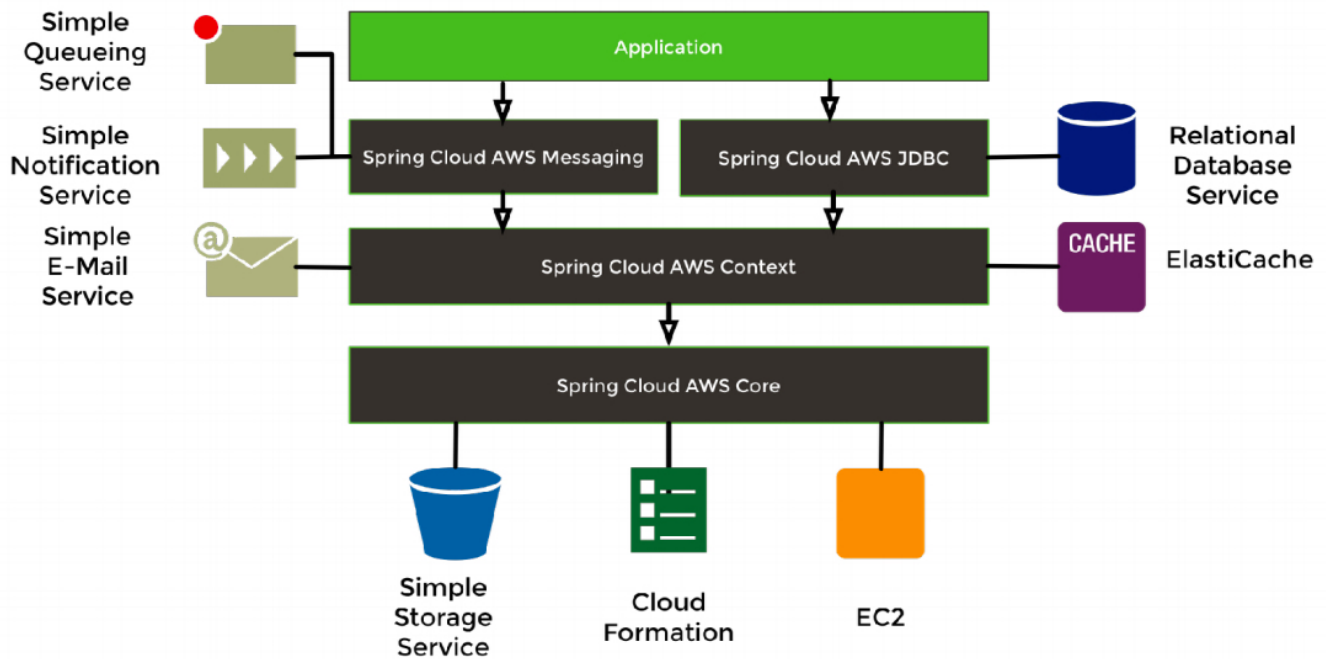 Simple
Queueing
Service
Application
Simple
Notification
Service
Spring Cloud AWS Messaging
Spring Cloud AWS JDBC
Relational
Database
Service
Simple
E-Mail
Service
@
Spring Cloud AWS Context
CACHE
ElastiCache
Spring Cloud AWS Core
Simple
Storage
Service
Cloud
Formation
EC2